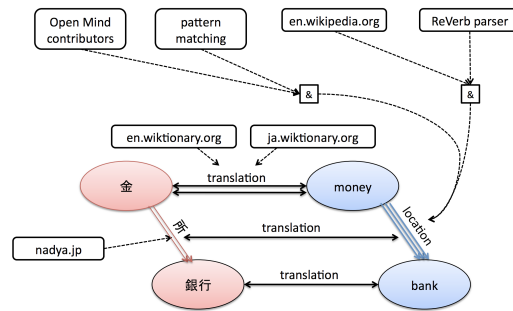 Open Mind
contributors
pattern
matching
en.wikipedia.org
ReVerb parser
&
&
en.wiktionary.org
ja.wiktionary.org
金
translation
money
所
translation
location
nadya.jp
銀行
translation
bank